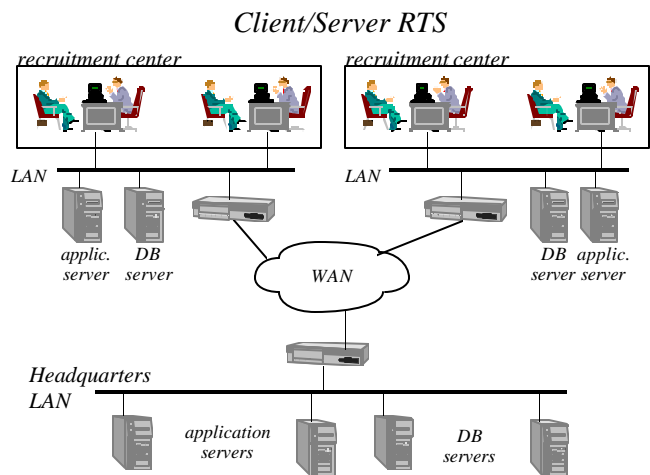 Client/Server RTS
recruitment center
recruitment center
LAN
LAN
applic.
server
DB
server
DB
server
applic.
server
WAN
Headquarters
LAN
application
servers
DB
servers